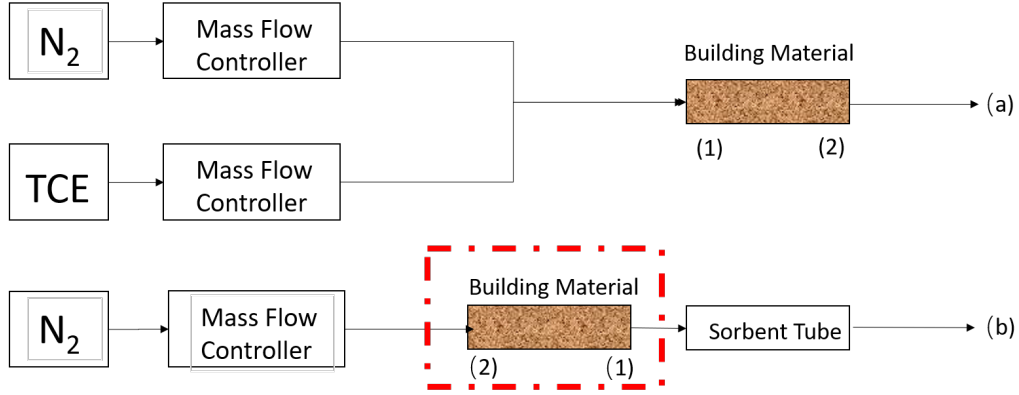 N2
Mass Flow
Controller
Building Material
(1)
(2)
(a)
TCE
Mass Flow
Controller
N2
Mass Flow
Controller
Building Material
(2)
(1)
Sorbent Tube
(b)